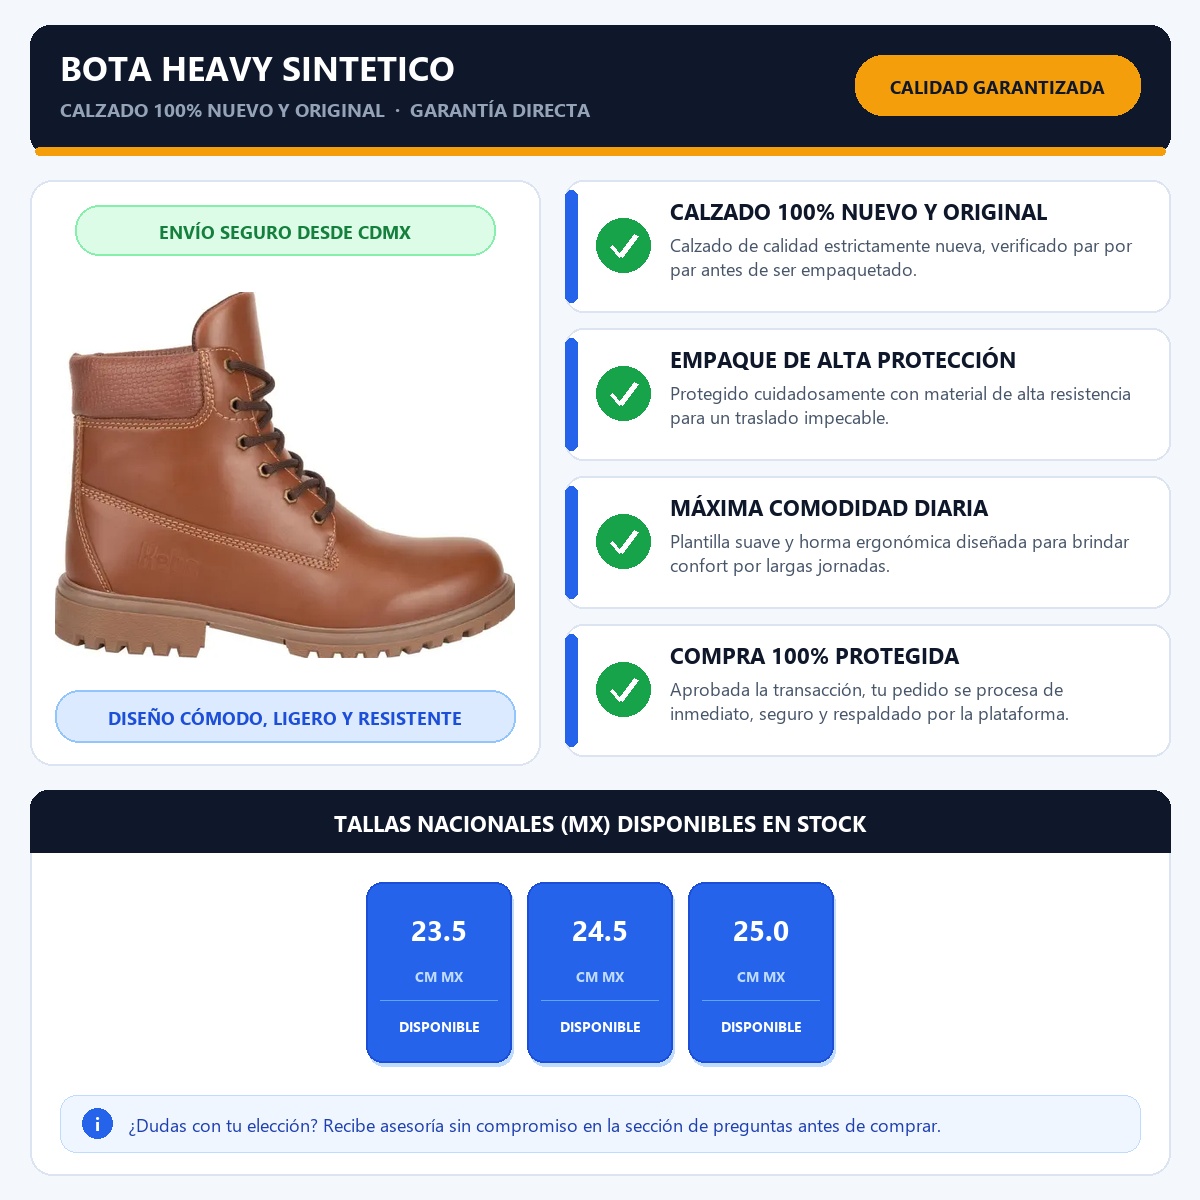 BOTA HEAVY SINTETICO
CALZADO 100% NUEVO Y ORIGINAL · GARANTÍA DIRECTA
CALIDAD GARANTIZADA
ENVÍO SEGURO DESDE CDMX
DISEÑO CÓMODO, LIGERO Y RESISTENTE
CALZADO 100% NUEVO Y ORIGINAL
Calzado de calidad estrictamente nueva, verificado par por
par antes de ser empaquetado.
EMPAQUE DE ALTA PROTECCIÓN
Protegido cuidadosamente con material de alta resistencia
para un traslado impecable.
MÁXIMA COMODIDAD DIARIA
Plantilla suave y horma ergonómica diseñada para brindar
confort por largas jornadas.
COMPRA 100% PROTEGIDA
Aprobada la transacción, tu pedido se procesa de
inmediato, seguro y respaldado por la plataforma.
TALLAS NACIONALES (MX) DISPONIBLES EN STOCK
23.5
CM MX
DISPONIBLE
24.5
CM MX
DISPONIBLE
25.0
CM MX
DISPONIBLE
¿Dudas con tu elección? Recibe asesoría sin compromiso en la sección de preguntas antes de comprar.